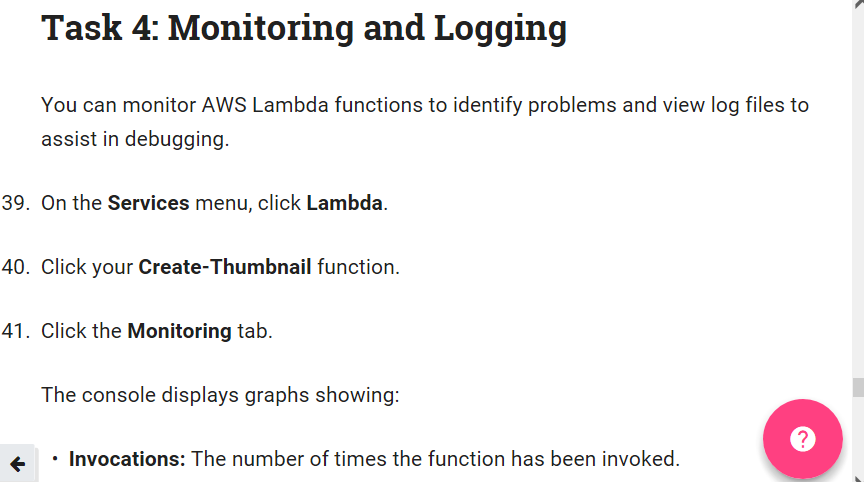 Task 4: Monitoring and Logging
You can monitor AWS Lambda functions to identify problems and view log files to
assist in debugging.
39. On the Services menu, click Lambda.
40. Click your Create-Thumbnail function.
41. Click the Monitoring tab.
The console displays graphs showing:
• Invocations: The number of times the function has been invoked.